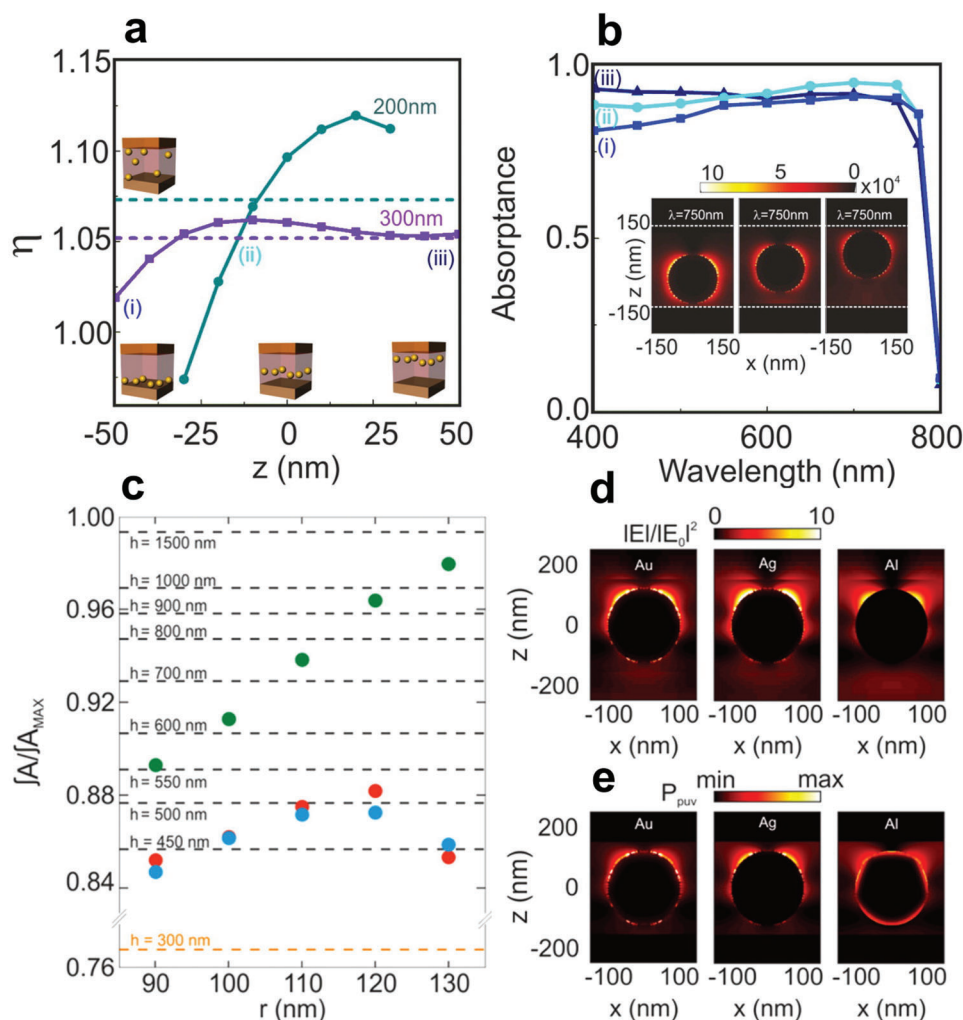 a
1.15
1.10
1.05
1.00
η
200nm
300nm
(i)
(ii)
(iii)
-50
-25
0
25
50
z (nm)
b
1.0
0.5
0.0
Absorptance
(iii)
(ii)
(i)
10
5
0
x10⁴
λ=750nm
λ=750nm
λ=750nm
150
-150
z (nm)
-150
150
-150
150
-150
150
x (nm)
400
600
800
Wavelength (nm)
c
1.00
0.96
0.92
0.88
0.84
0.76
∫A/∫A_MAX
h = 1500 nm
h = 1000 nm
h = 900 nm
h = 800 nm
h = 700 nm
h = 600 nm
h = 550 nm
h = 500 nm
h = 450 nm
h = 300 nm
90
100
110
120
130
r (nm)
d
|E|/|E₀|²
0
10
Au
Ag
Al
200
0
-200
z (nm)
-100
100
-100
100
-100
100
x (nm)
x (nm)
x (nm)
e
P_puv
min
max
Au
Ag
Al
200
0
-200
z (nm)
-100
100
-100
100
-100
100
x (nm)
x (nm)
x (nm)